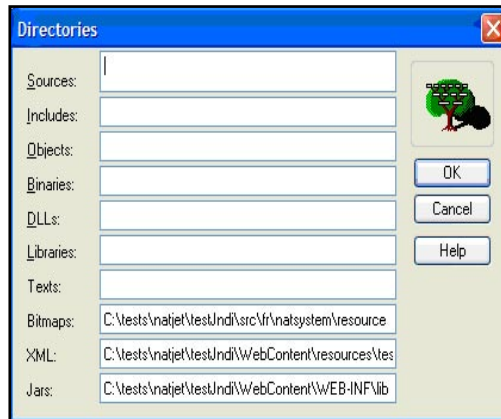 Directories
Sources:
Includes:
Objects:
Binaries:
DLLs:
Libraries:
Texts:
Bitmaps: C:\tests\natjet\testJndi\src\fr\natsystem\resource
XML: C:\tests\natjet\testJndi\WebContent\resources\tes
Jars: C:\tests\natjet\testJndi\WebContent\WEB-INF\lib
OK
Cancel
Help